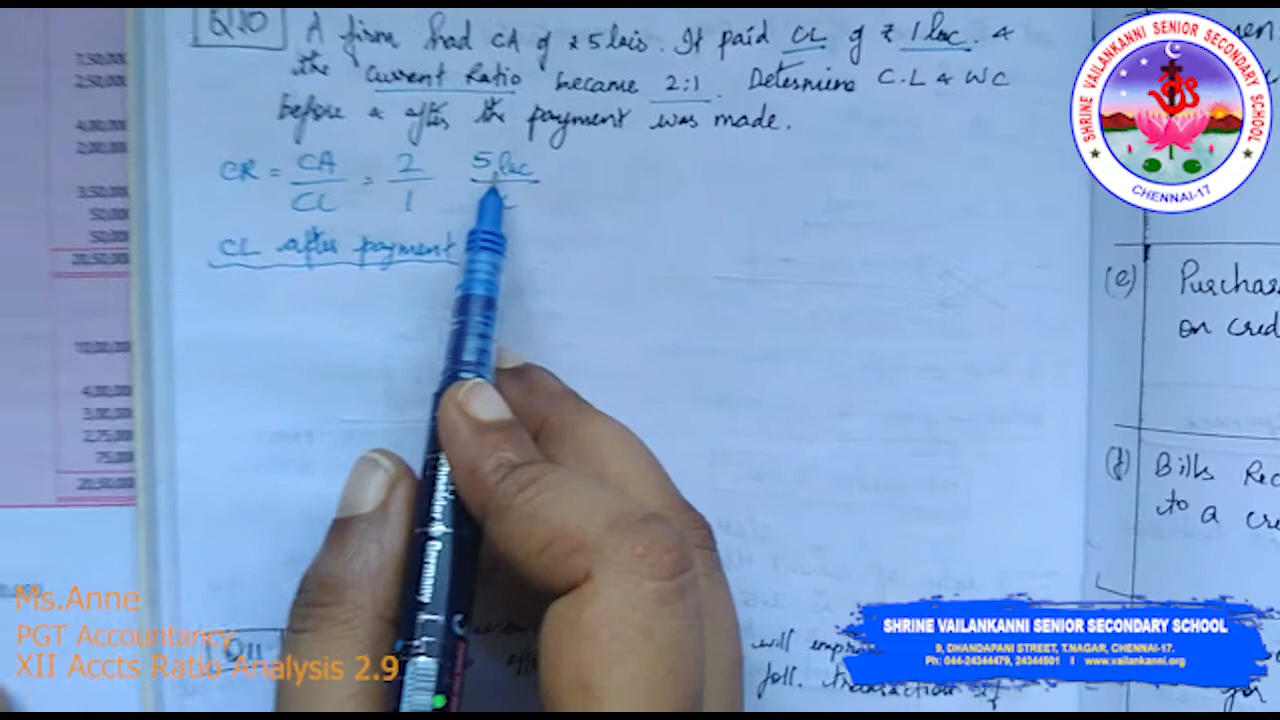 Q.10 A firm had CA of ₹ 5 lacs. It paid CL of ₹ 1 lac. &
the Current Ratio became 2:1. Determine C.L & WC
before & after the payment was made.
CR = CA / CL = 2 / 1 5 lac
CL after payment
7,50,000
2,50,000
4,00,000
2,00,000
3,50,000
50,000
50,000
20,50,000
10,00,000
4,00,000
3,00,000
2,75,000
75,000
20,50,000
(e) Purchas
on cred
(f) Bills Rec
to a cre
Q11
will
foll. transaction
SHRINE VAILANKANNI SENIOR SECONDARY SCHOOL
CHENNAI-17
Ms.Anne
PGT Accountancy
XII Accts Ratio Analysis 2.9
SHRINE VAILANKANNI SENIOR SECONDARY SCHOOL
9, DHANDAPANI STREET, T.NAGAR, CHENNAI-17.
Ph: 044-24344479, 24344501 I www.vailankanni.org